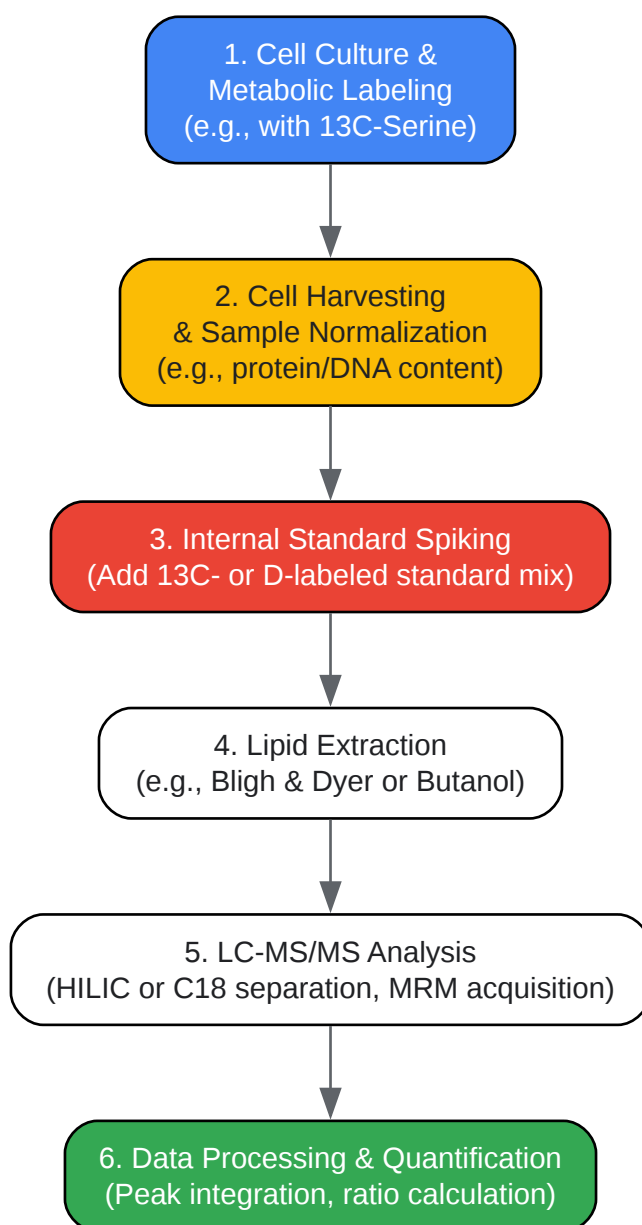 1. Cell Culture &
Metabolic Labeling
(e.g., with 13C-Serine)
2. Cell Harvesting
& Sample Normalization
(e.g., protein/DNA content)
3. Internal Standard Spiking
(Add 13C- or D-labeled standard mix)
4. Lipid Extraction
(e.g., Bligh & Dyer or Butanol)
5. LC-MS/MS Analysis
(HILIC or C18 separation, MRM acquisition)
6. Data Processing & Quantification
(Peak integration, ratio calculation)